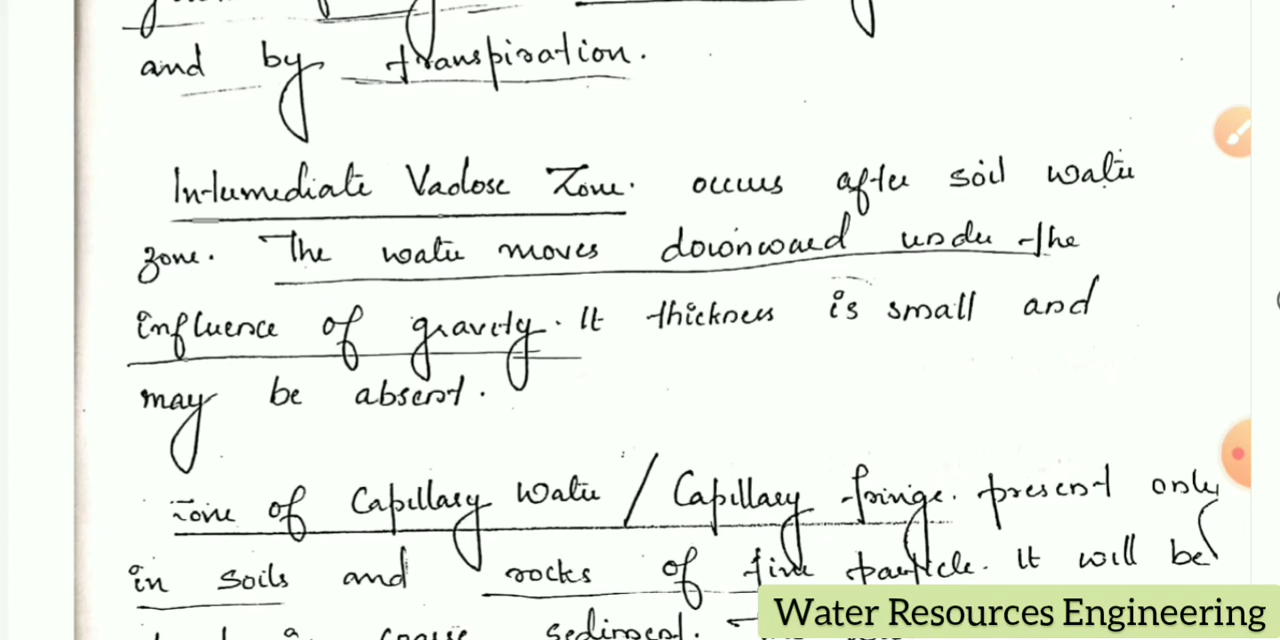 and by transpiration.
Intermediate Vadose Zone. occurs after soil water
zone. The water moves downward under the
influence of gravity. It thickness is small and
may be absent.
Zone of Capillary Water / Capillary fringe. present only
in soils and rocks of fine particle. It will be
coarse sediment.
Water Resources Engineering